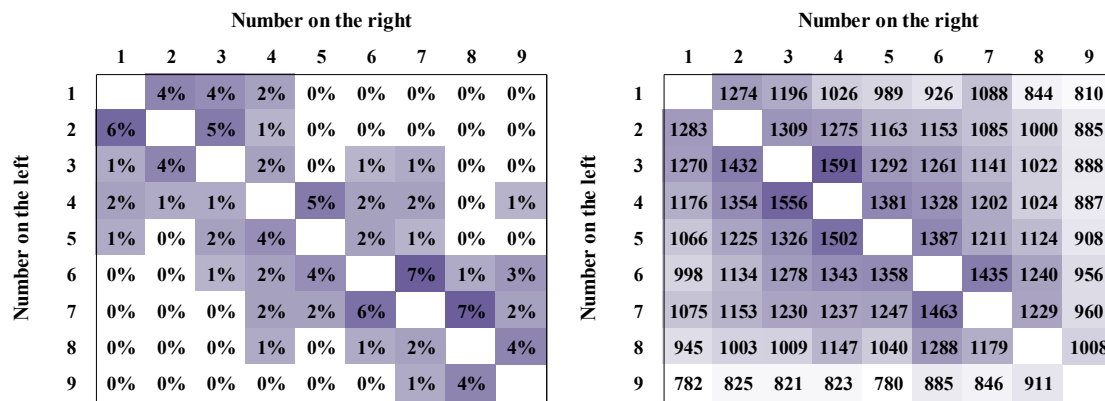 Number on the right Number on the right
1 2 3 4 5 6 7 8 9 1 2 3 4 5 6 7 8 9
Number on the left
Number on the left
1 4% 4% 2% 0% 0% 0% 0% 0% 1 1274 1196 1026 989 926 1088 844 810
2 6% 5% 1% 0% 0% 0% 0% 0% 2 1283 1309 1275 1163 1153 1085 1000 885
3 1% 4% 2% 0% 1% 1% 0% 0% 3 1270 1432 1591 1292 1261 1141 1022 888
4 2% 1% 1% 5% 2% 2% 0% 1% 4 1176 1354 1556 1381 1328 1202 1024 887
5 1% 0% 2% 4% 2% 1% 0% 0% 5 1066 1225 1326 1502 1387 1211 1124 908
6 0% 0% 1% 2% 4% 7% 1% 3% 6 998 1134 1278 1343 1358 1435 1240 956
7 0% 0% 0% 2% 2% 6% 7% 2% 7 1075 1153 1230 1237 1247 1463 1229 960
8 0% 0% 0% 1% 0% 1% 2% 4% 8 945 1003 1009 1147 1040 1288 1179 1008
9 0% 0% 0% 0% 0% 0% 1% 4% 9 782 825 821 823 780 885 846 911